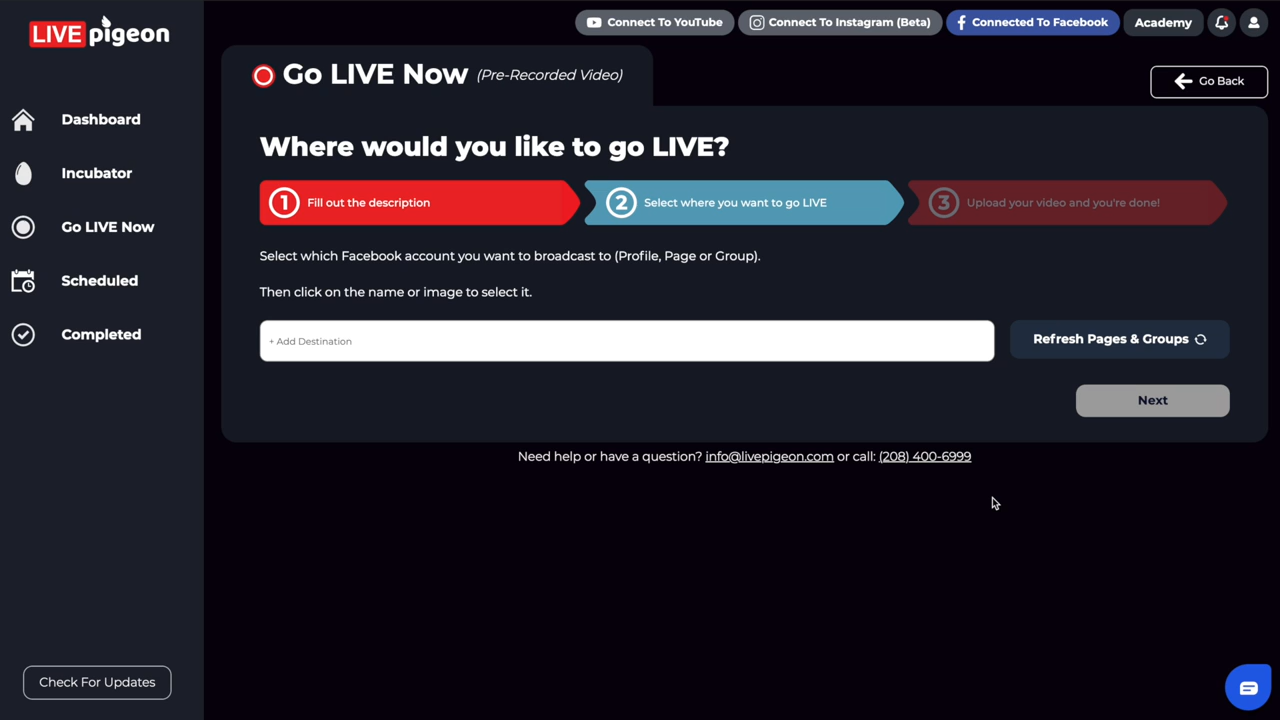 LIVE pigeon
Connect To YouTube
Connect To Instagram (Beta)
Connected To Facebook
Academy
Dashboard
Incubator
Go LIVE Now
Scheduled
Completed
Check For Updates
Go LIVE Now (Pre-Recorded Video)
Go Back
Where would you like to go LIVE?
1 Fill out the description
2 Select where you want to go LIVE
3 Upload your video and you're done!
Select which Facebook account you want to broadcast to (Profile, Page or Group).
Then click on the name or image to select it.
+ Add Destination
Refresh Pages & Groups
Next
Need help or have a question? info@livepigeon.com or call: (208) 400-6999